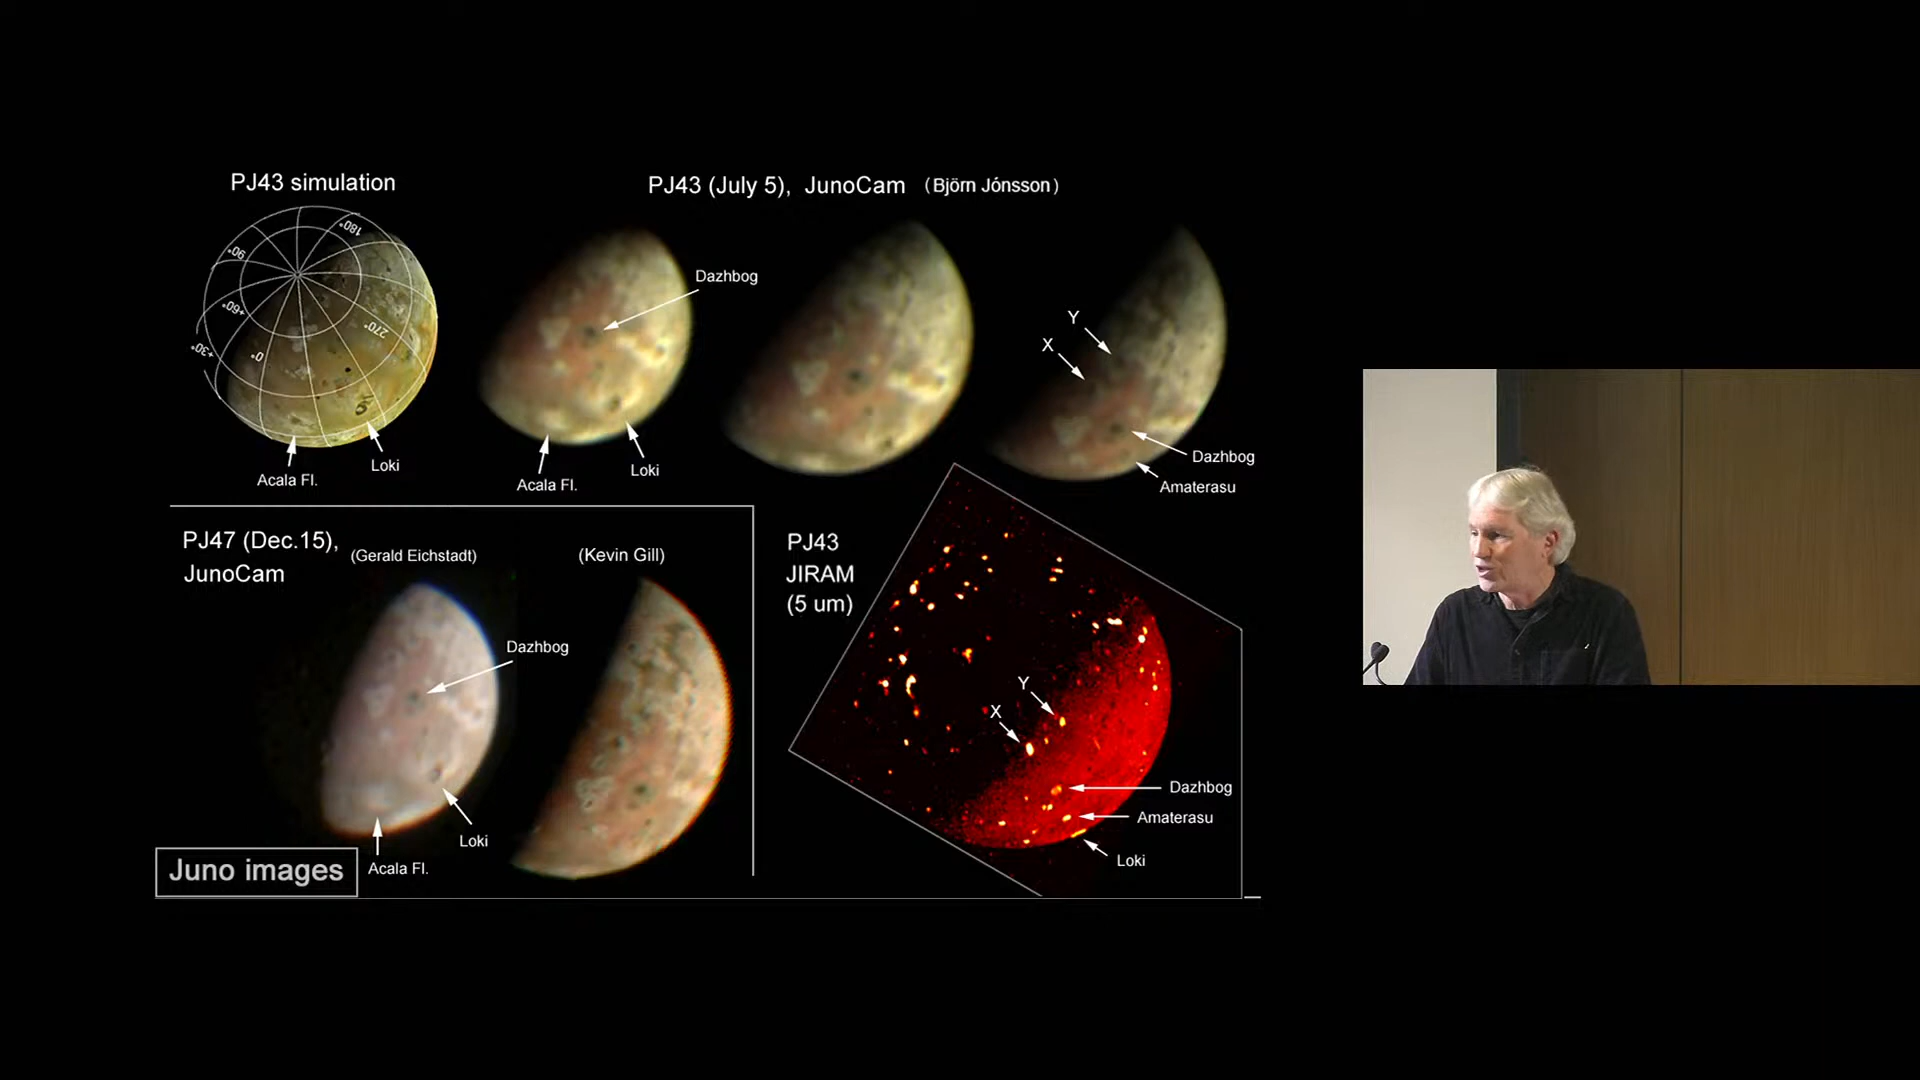 PJ43 simulation
180°
90°
+60°
+30°
270°
0°
Acala Fl.
Loki
PJ43 (July 5), JunoCam (Björn Jónsson)
Dazhbog
Acala Fl.
Loki
Y
X
Dazhbog
Amaterasu
PJ47 (Dec.15),
JunoCam
(Gerald Eichstadt)
(Kevin Gill)
Dazhbog
Loki
Acala Fl.
Juno images
PJ43
JIRAM
(5 um)
Y
X
Dazhbog
Amaterasu
Loki